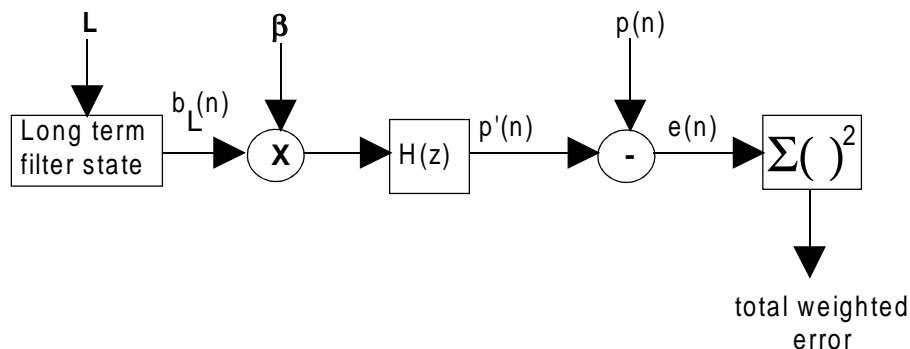 L
β
p(n)
b_L(n)
Long term
filter state
X
H(z)
p'(n)
-
e(n)
Σ( )²
total weighted
error